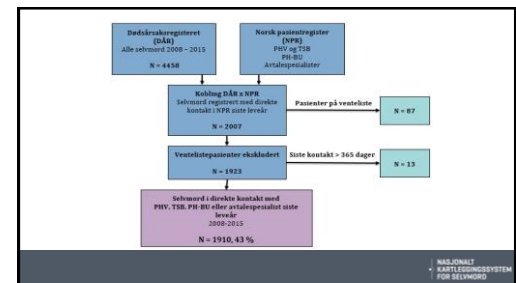 Dødsårsaksregisteret
(DÅR)
Alle selvmord 2008 – 2015
N = 4458
Norsk pasientregister
(NPR)
PHV og TSB
PH-BU
Avtalespesialister
Kobling DÅR x NPR
Selvmord registrert med direkte
kontakt i NPR siste leveår
N = 2007
Pasienter på venteliste
N = 87
Ventelistepasienter ekskludert
N = 1923
Siste kontakt > 365 dager
N = 13
Selvmord i direkte kontakt med
PHV, TSB, PH-BU eller avtalespesialist siste
leveår
2008-2015
N = 1910, 43 %
NASJONALT
KARTLEGGINGSSYSTEM
FOR SELVMORD